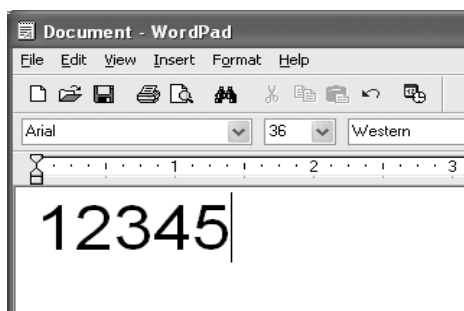 Document - WordPad
File Edit View Insert Format Help
Arial 36 Western
1 2 3
12345